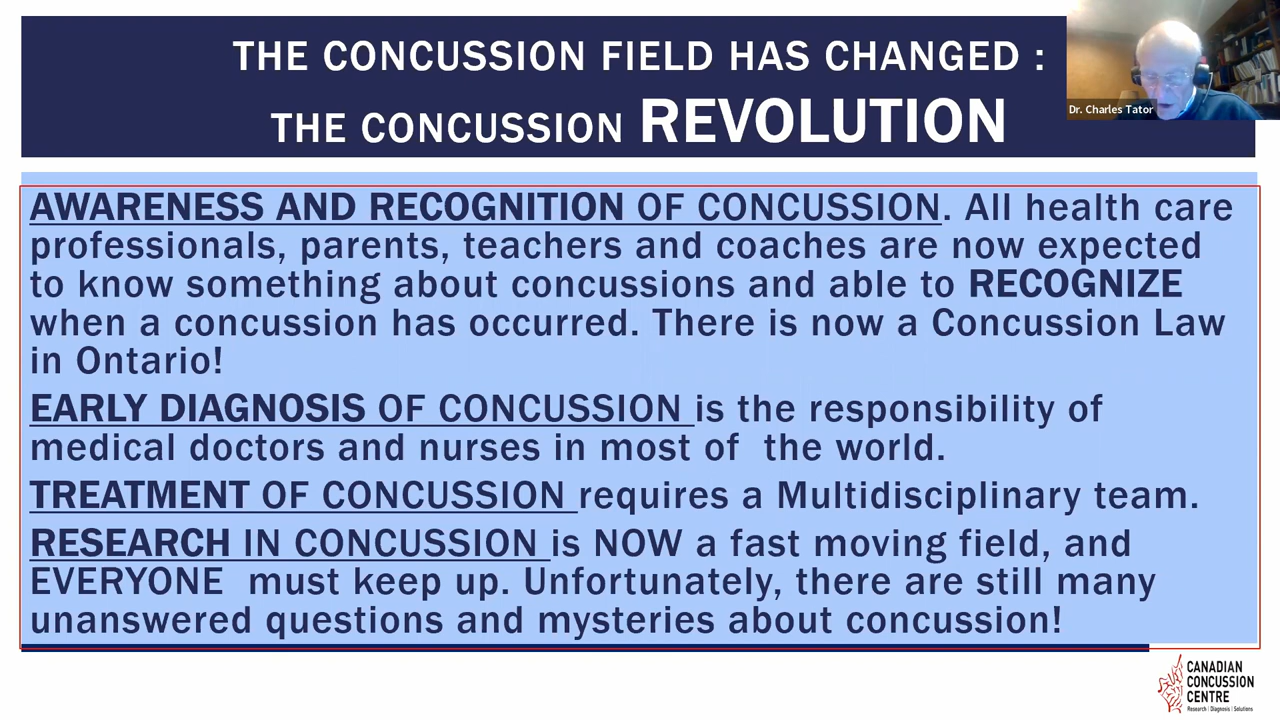 THE CONCUSSION FIELD HAS CHANGED :
THE CONCUSSION REVOLUTION
Dr. Charles Tator
AWARENESS AND RECOGNITION OF CONCUSSION. All health care
professionals, parents, teachers and coaches are now expected
to know something about concussions and able to RECOGNIZE
when a concussion has occurred. There is now a Concussion Law
in Ontario!
EARLY DIAGNOSIS OF CONCUSSION is the responsibility of
medical doctors and nurses in most of  the world.
TREATMENT OF CONCUSSION requires a Multidisciplinary team.
RESEARCH IN CONCUSSION is NOW a fast moving field, and
EVERYONE  must keep up. Unfortunately, there are still many
unanswered questions and mysteries about concussion!
CANADIAN
CONCUSSION
CENTRE
Research | Diagnosis | Solutions